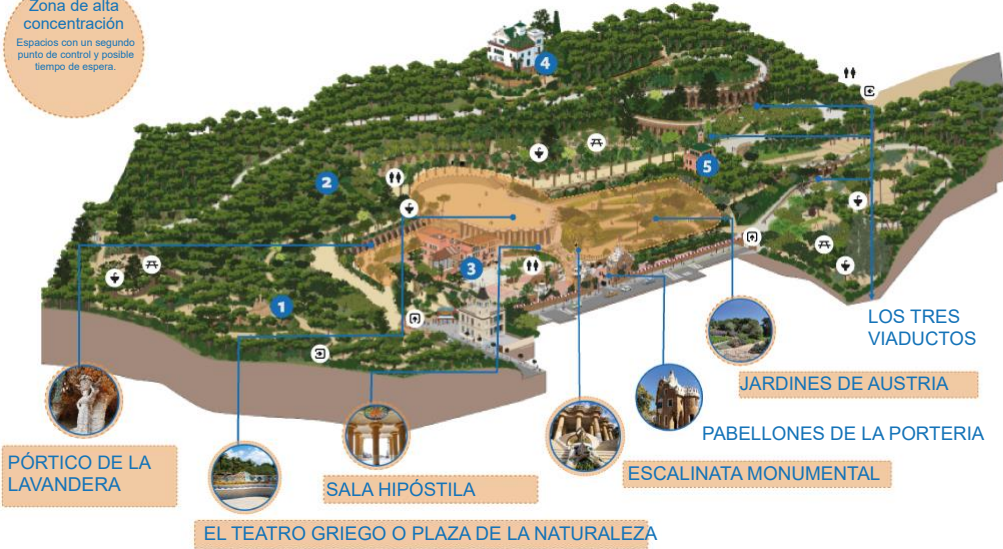 Zona de alta
concentración
Espacios con un segundo
punto de control y posible
tiempo de espera.
4
5
2
3
1
LOS TRES
VIADUCTOS
JARDINES DE AUSTRIA
PABELLONES DE LA PORTERIA
ESCALINATA MONUMENTAL
PÓRTICO DE LA
LAVANDERA
SALA HIPÓSTILA
EL TEATRO GRIEGO O PLAZA DE LA NATURALEZA